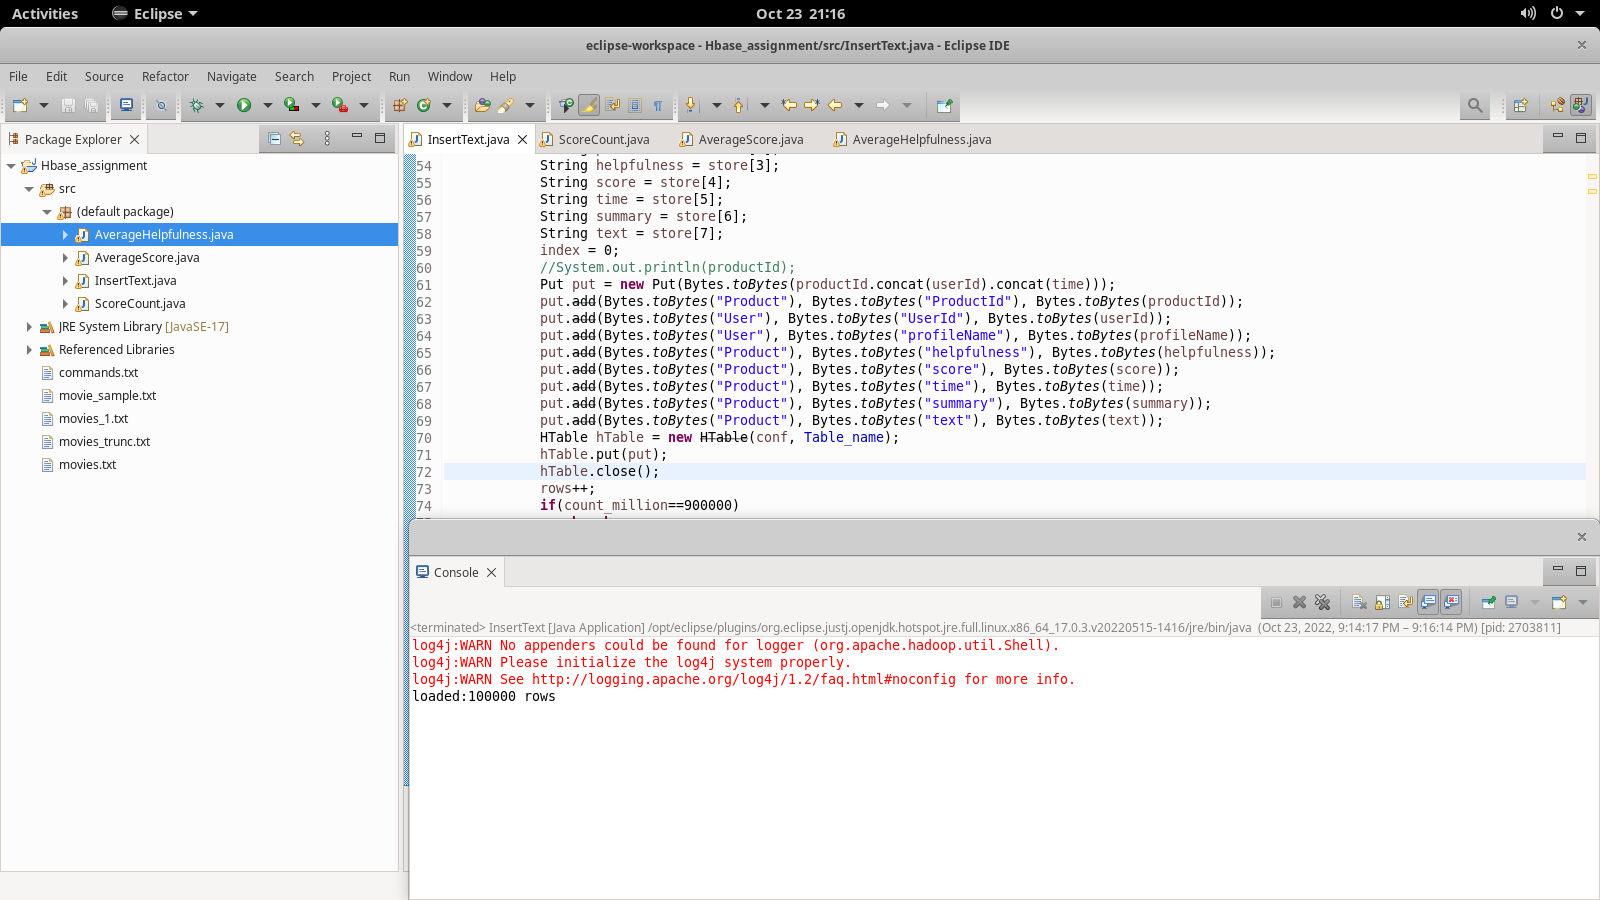 Activities
Eclipse
Oct 23 21:16
eclipse-workspace - Hbase_assignment/src/InsertText.java - Eclipse IDE
File Edit Source Refactor Navigate Search Project Run Window Help
Package Explorer
Hbase_assignment
src
(default package)
AverageHelpfulness.java
AverageScore.java
InsertText.java
ScoreCount.java
JRE System Library [JavaSE-17]
Referenced Libraries
commands.txt
movie_sample.txt
movies_1.txt
movies_trunc.txt
movies.txt
InsertText.java ScoreCount.java AverageScore.java AverageHelpfulness.java
54 String helpfulness = store[3];
55 String score = store[4];
56 String time = store[5];
57 String summary = store[6];
58 String text = store[7];
59 index = 0;
60 //System.out.println(productId);
61 Put put = new Put(Bytes.toBytes(productId.concat(userId).concat(time)));
62 put.add(Bytes.toBytes("Product"), Bytes.toBytes("ProductId"), Bytes.toBytes(productId));
63 put.add(Bytes.toBytes("User"), Bytes.toBytes("UserId"), Bytes.toBytes(userId));
64 put.add(Bytes.toBytes("User"), Bytes.toBytes("profileName"), Bytes.toBytes(profileName));
65 put.add(Bytes.toBytes("Product"), Bytes.toBytes("helpfulness"), Bytes.toBytes(helpfulness));
66 put.add(Bytes.toBytes("Product"), Bytes.toBytes("score"), Bytes.toBytes(score));
67 put.add(Bytes.toBytes("Product"), Bytes.toBytes("time"), Bytes.toBytes(time));
68 put.add(Bytes.toBytes("Product"), Bytes.toBytes("summary"), Bytes.toBytes(summary));
69 put.add(Bytes.toBytes("Product"), Bytes.toBytes("text"), Bytes.toBytes(text));
70 HTable hTable = new HTable(conf, Table_name);
71 hTable.put(put);
72 hTable.close();
73 rows++;
74 if(count_million==900000)
Console
<terminated> InsertText [Java Application] /opt/eclipse/plugins/org.eclipse.justj.openjdk.hotspot.jre.full.linux.x86_64_17.0.3.v20220515-1416/jre/bin/java (Oct 23, 2022, 9:14:17 PM – 9:16:14 PM) [pid: 2703811]
log4j:WARN No appenders could be found for logger (org.apache.hadoop.util.Shell).
log4j:WARN Please initialize the log4j system properly.
log4j:WARN See http://logging.apache.org/log4j/1.2/faq.html#noconfig for more info.
loaded:100000 rows